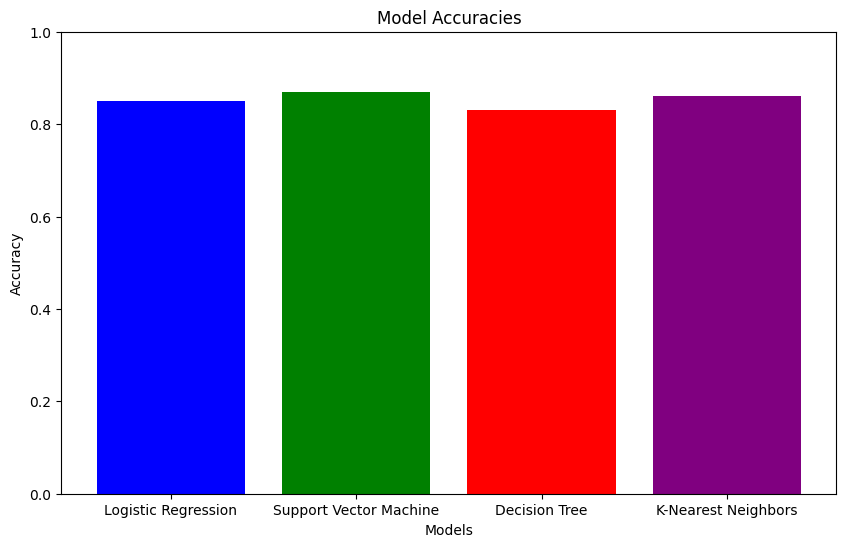 Model Accuracies
1.0
0.8
0.6
0.4
0.2
0.0
Accuracy
Logistic Regression
Support Vector Machine
Decision Tree
K-Nearest Neighbors
Models